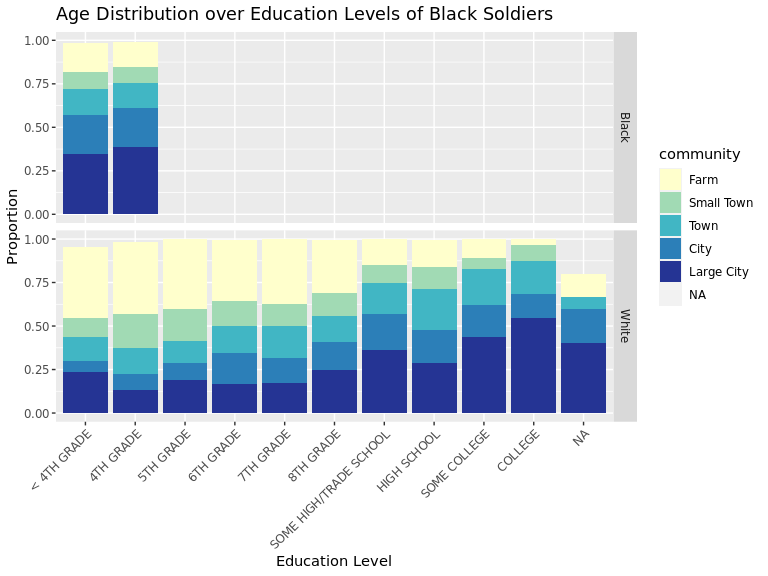 Age Distribution over Education Levels of Black Soldiers
Proportion
1.00
0.75
0.50
0.25
0.00
Black
1.00
0.75
0.50
0.25
0.00
White
< 4TH GRADE
4TH GRADE
5TH GRADE
6TH GRADE
7TH GRADE
8TH GRADE
SOME HIGH/TRADE SCHOOL
HIGH SCHOOL
SOME COLLEGE
COLLEGE
NA
Education Level
community
Farm
Small Town
Town
City
Large City
NA